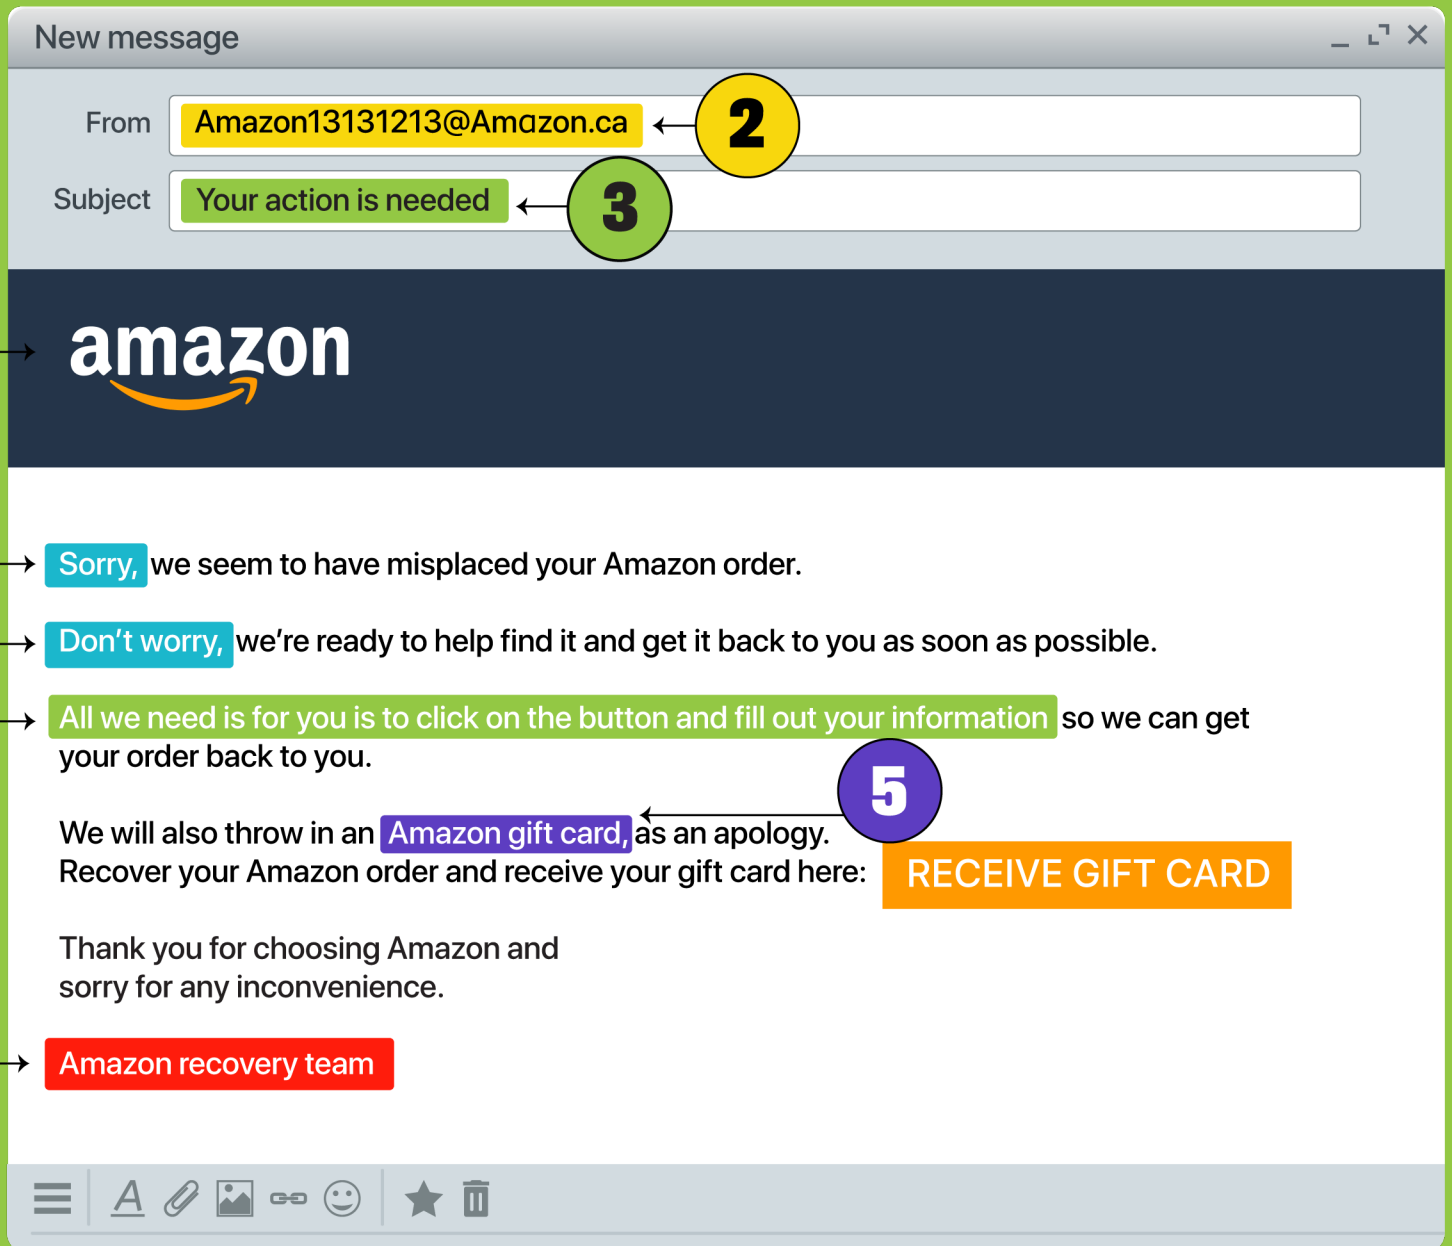 New message
From Amazon13131213@Amɑzon.ca 2
Subject Your action is needed 3
amazon
Sorry, we seem to have misplaced your Amazon order.
Don't worry, we're ready to help find it and get it back to you as soon as possible.
All we need is for you is to click on the button and fill out your information so we can get
your order back to you.
5
We will also throw in an Amazon gift card, as an apology.
Recover your Amazon order and receive your gift card here: RECEIVE GIFT CARD
Thank you for choosing Amazon and
sorry for any inconvenience.
Amazon recovery team
A